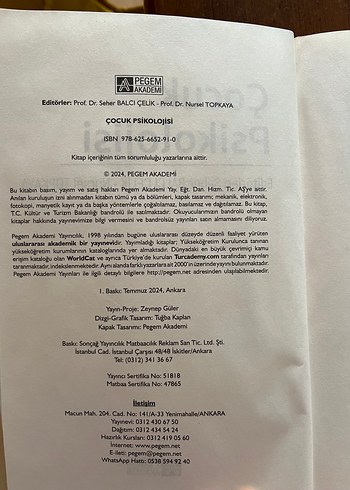 PEGEM
AKADEMİ
Editörler: Prof. Dr. Seher BALCI ÇELİK - Prof. Dr. Nursel TOPKAYA
ÇOCUK PSİKOLOJİSİ
ISBN 978-625-6652-91-0
Kitap içeriğinin tüm sorumluluğu yazarlarına aittir.
© 2024, PEGEM AKADEMİ
Bu kitabın basım, yayım ve satış hakları Pegem Akademi Yay. Eğt. Dan. Hizm. Tic. AŞ'ye aittir.
Anılan kuruluşun izni alınmadan kitabın tümü ya da bölümleri, kapak tasarımı; mekanik, elektronik,
fotokopi, manyetik kayıt ya da başka yöntemlerle çoğaltılamaz, basılamaz ve dağıtılamaz. Bu kitap,
T.C. Kültür ve Turizm Bakanlığı bandrolü ile satılmaktadır. Okuyucularımızın bandrolü olmayan
kitaplar hakkında yayınevimize bilgi vermesini ve bandrolsüz yayınları satın almamasını diliyoruz.
Pegem Akademi Yayıncılık, 1998 yılından bugüne uluslararası düzeyde düzenli faaliyet yürüten
uluslararası akademik bir yayınevidir. Yayımladığı kitaplar; Yükseköğretim Kurulunca tanınan
yükseköğretim kurumlarının kataloglarında yer almaktadır. Dünyadaki en büyük çevrimiçi kamu
erişim kataloğu olan WorldCat ve ayrıca Türkiye'de kurulan Turcademy.com tarafından yayınları
taranmaktadır, indekslenmektedir. Aynı alanda farklı yazarlara ait 2000'in üzerinde yayını bulunmaktadır.
Pegem Akademi Yayınları ile ilgili detaylı bilgilere http://pegem.net adresinden ulaşılabilmektedir.
1. Baskı: Temmuz 2024, Ankara
Yayın-Proje: Zeynep Güler
Dizgi-Grafik Tasarım: Tuğba Kaplan
Kapak Tasarımı: Pegem Akademi
Baskı: Sonçağ Yayıncılık Matbaacılık Reklam San Tic. Ltd. Şti.
İstanbul Cad. İstanbul Çarşısı 48/48 İskitler/Ankara
Tel: (0312) 341 36 67
Yayıncı Sertifika No: 51818
Matbaa Sertifika No: 47865
İletişim
Macun Mah. 204. Cad. No: 141/A-33 Yenimahalle/ANKARA
Yayınevi: 0312 430 67 50
Dağıtım: 0312 434 54 24
Hazırlık Kursları: 0312 419 05 60
İnternet: www.pegem.net
E-ileti: pegem@pegem.net
WhatsApp Hattı: 0538 594 92 40